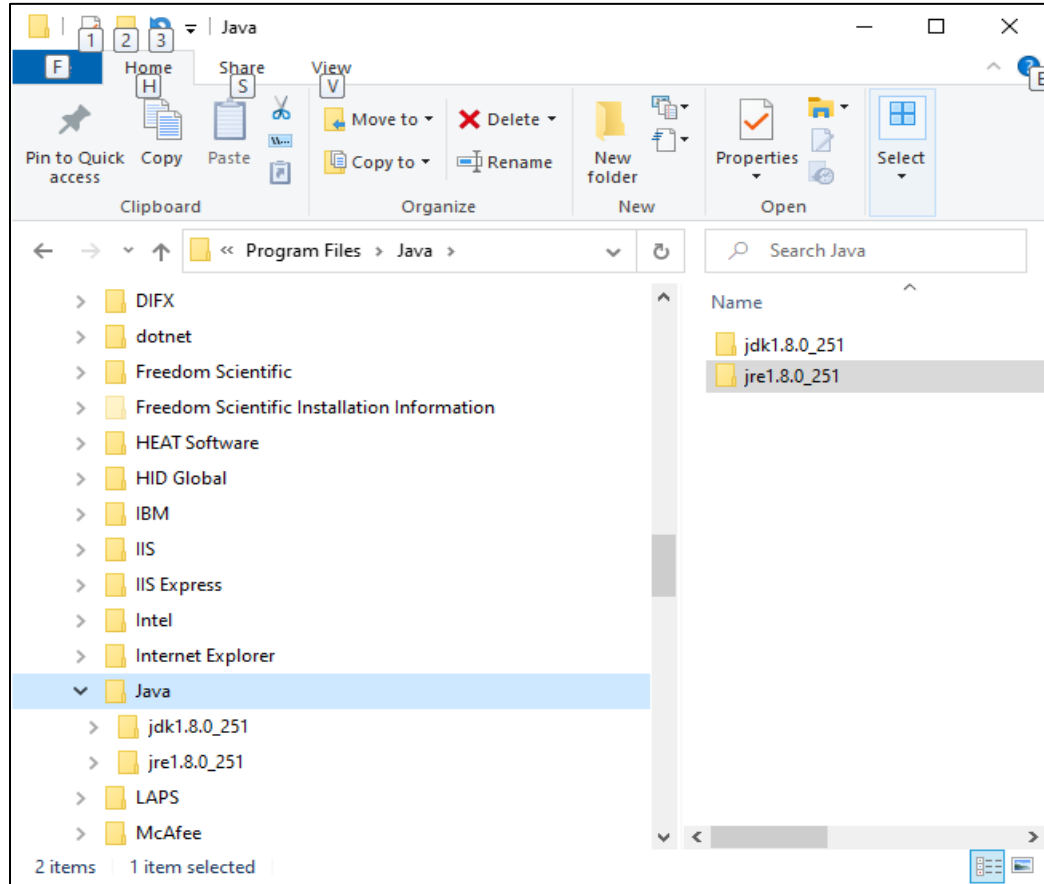 Java
1 2 3
F Home Share View
H S V E
Pin to Quick access Copy Paste
W...
Move to Delete
Copy to Rename
New folder
Properties
Select
Clipboard Organize New Open
« Program Files > Java >
Search Java
DIFX
dotnet
Freedom Scientific
Freedom Scientific Installation Information
HEAT Software
HID Global
IBM
IIS
IIS Express
Intel
Internet Explorer
Java
jdk1.8.0_251
jre1.8.0_251
LAPS
McAfee
Name
jdk1.8.0_251
jre1.8.0_251
2 items 1 item selected